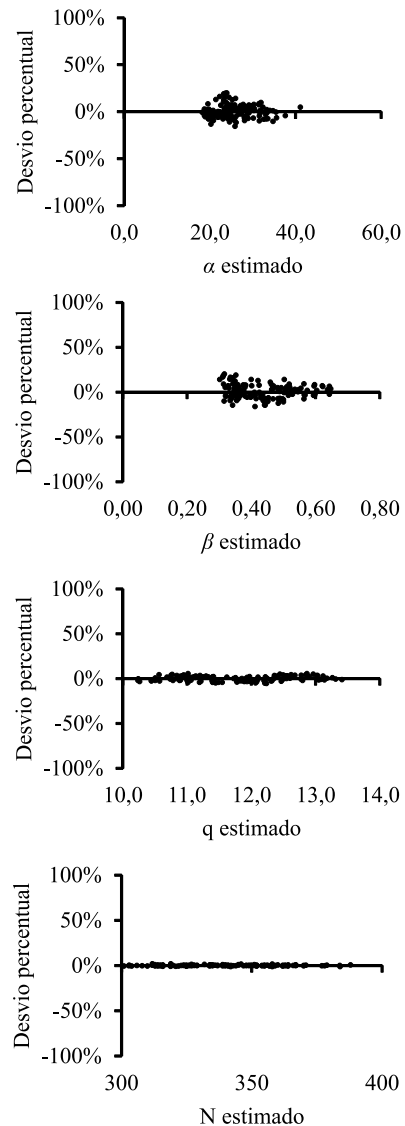 100%
50%
0%
-50%
-100%
Desvio percentual
0,0 20,0 40,0 60,0
α estimado
100%
50%
0%
-50%
-100%
Desvio percentual
0,00 0,20 0,40 0,60 0,80
β estimado
100%
50%
0%
-50%
-100%
Desvio percentual
10,0 11,0 12,0 13,0 14,0
q estimado
100%
50%
0%
-50%
-100%
Desvio percentual
300 350 400
N estimado